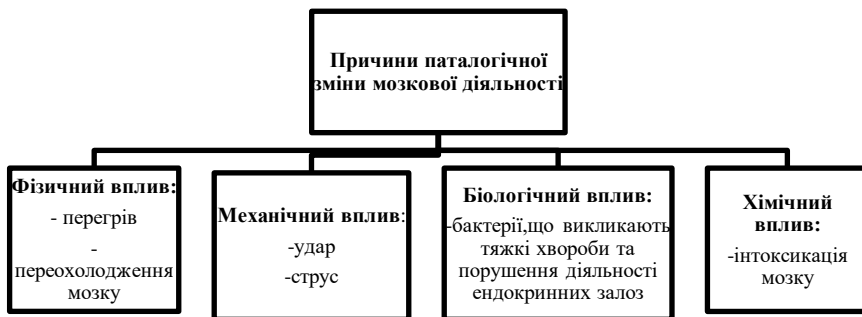 Причини паталогічної
зміни мозкової діяльності
Фізичний вплив:
- перегрів
-
переохолодження
мозку
Механічний вплив:
-удар
-струс
Біологічний вплив:
-бактерії,що викликають
тяжкі хвороби та
порушення діяльності
ендокринних залоз
Хімічний
вплив:
-інтоксикація
мозку